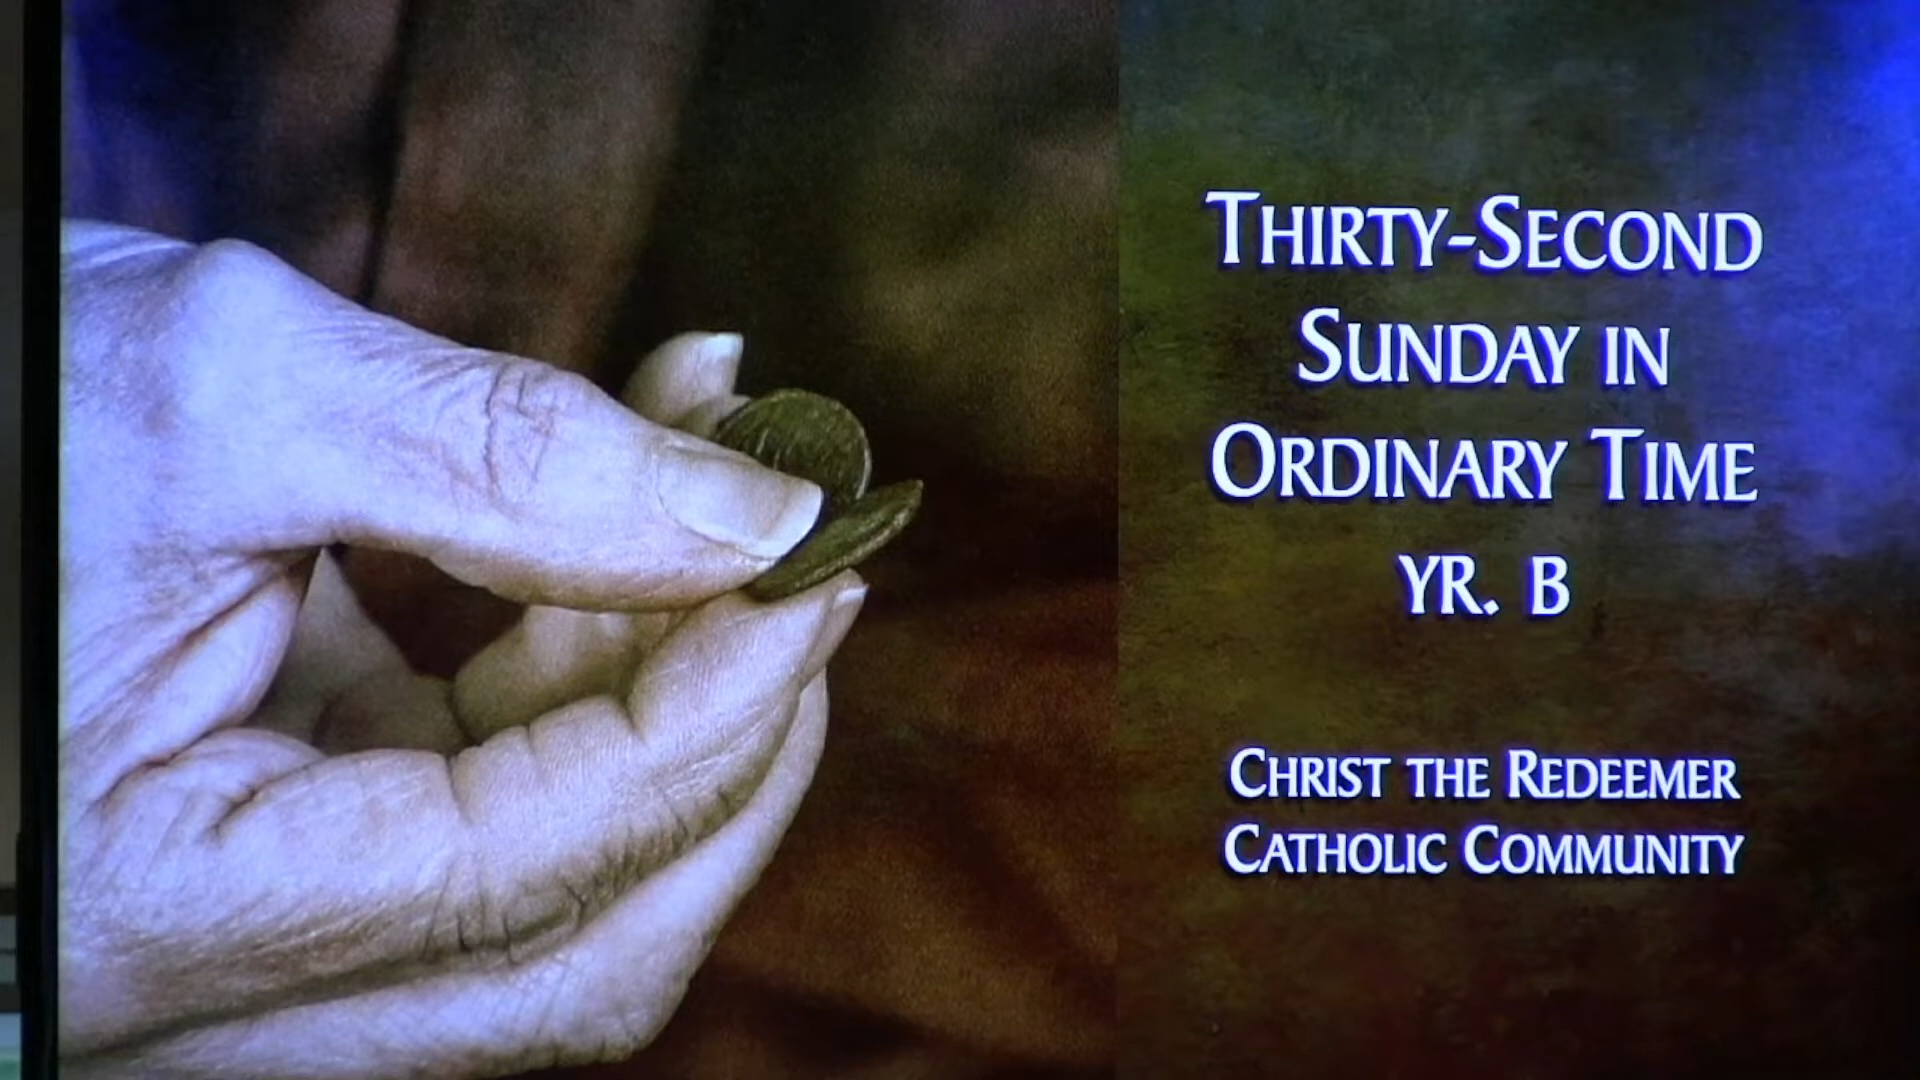 THIRTY-SECOND
SUNDAY IN
ORDINARY TIME
YR. B
CHRIST THE REDEEMER
CATHOLIC COMMUNITY